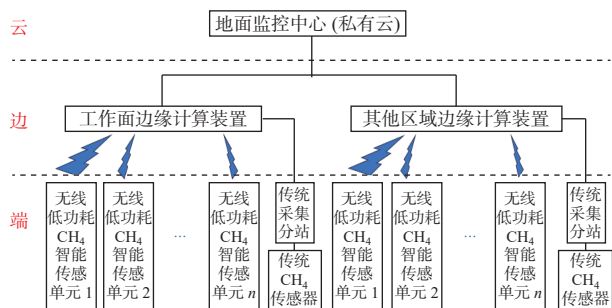 云
地面监控中心 (私有云)
边
工作面边缘计算装置
其他区域边缘计算装置
端
无线
低功耗
CH₄
智能
传感
单元 1
无线
低功耗
CH₄
智能
传感
单元 2
...
无线
低功耗
CH₄
智能
传感
单元 n
传统
采集
分站
传统
CH₄
传感器
无线
低功耗
CH₄
智能
传感
单元 1
无线
低功耗
CH₄
智能
传感
单元 2
...
无线
低功耗
CH₄
智能
传感
单元 n
传统
采集
分站
传统
CH₄
传感器